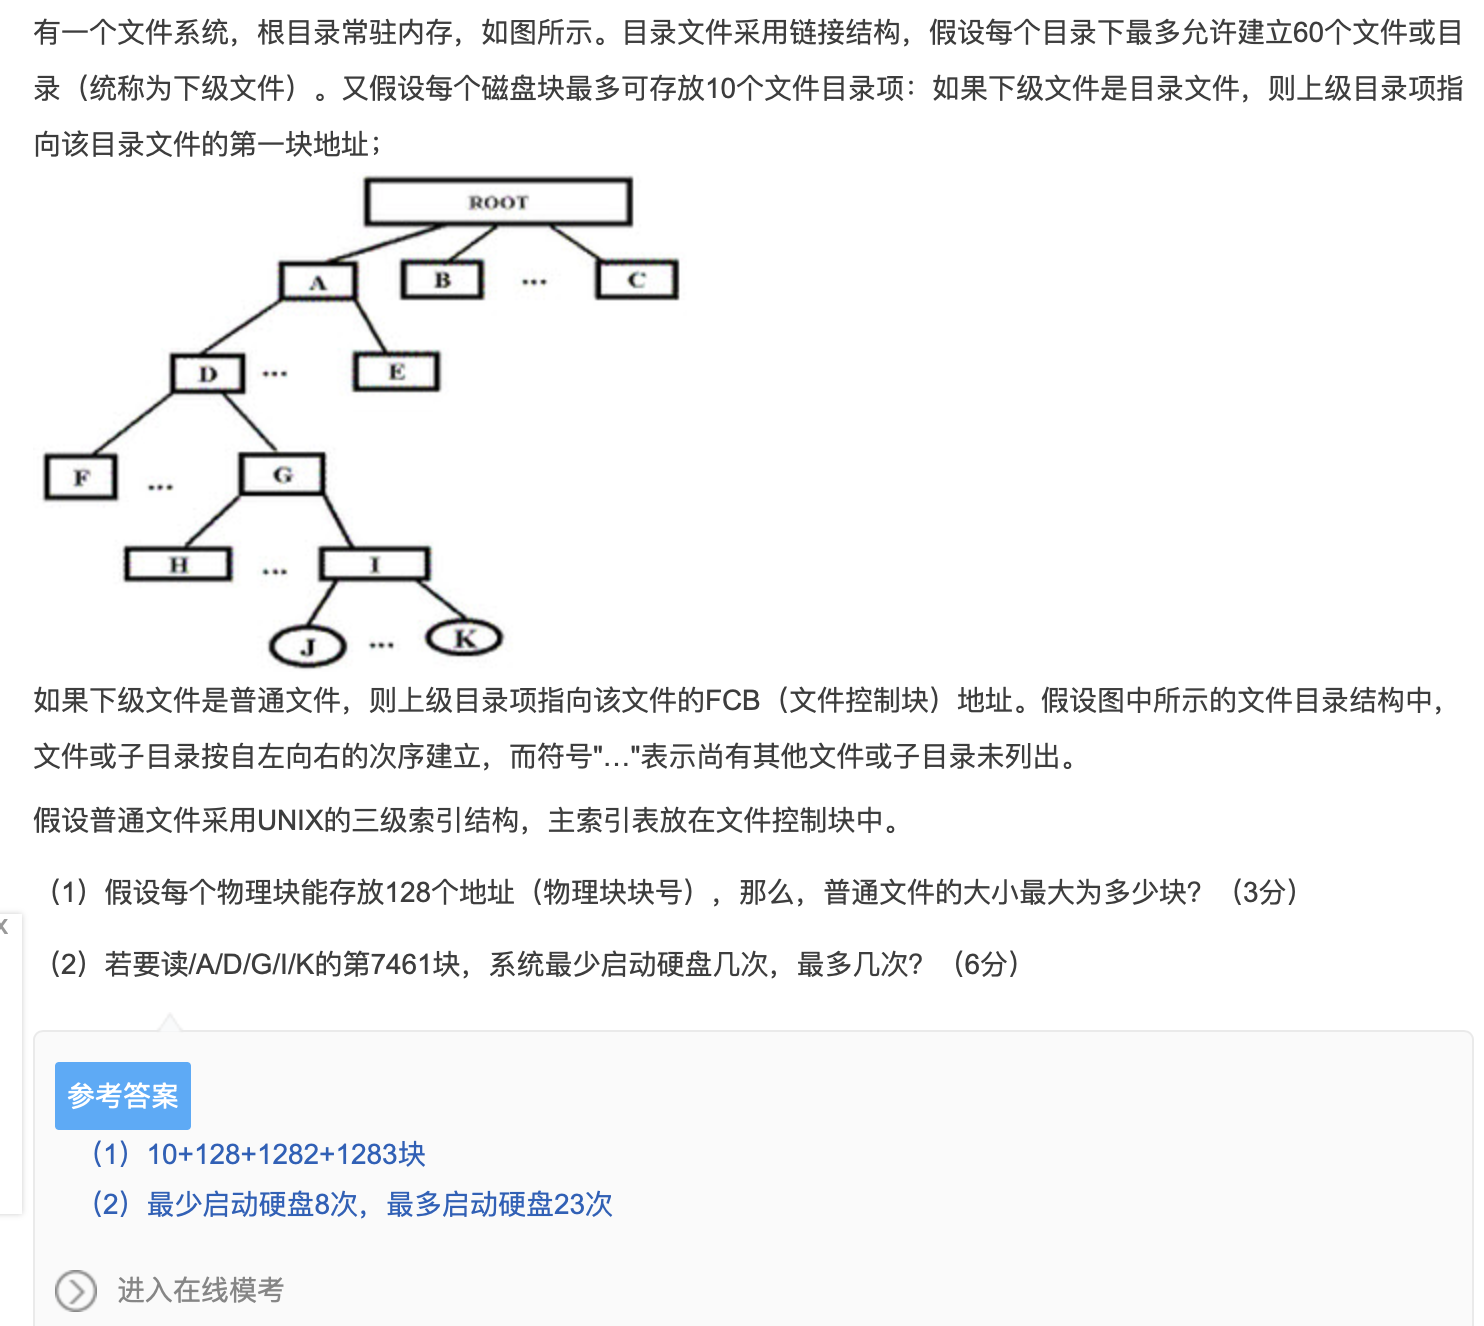 有一个文件系统，根目录常驻内存，如图所示。目录文件采用链接结构，假设每个目录下最多允许建立60个文件或目
录（统称为下级文件）。又假设每个磁盘块最多可存放10个文件目录项：如果下级文件是目录文件，则上级目录项指
向该目录文件的第一块地址；
ROOT
A
B
...
C
D
...
E
F
...
G
H
...
I
J
...
K
如果下级文件是普通文件，则上级目录项指向该文件的FCB（文件控制块）地址。假设图中所示的文件目录结构中，
文件或子目录按自左向右的次序建立，而符号"..."表示尚有其他文件或子目录未列出。
假设普通文件采用UNIX的三级索引结构，主索引表放在文件控制块中。
（1）假设每个物理块能存放128个地址（物理块块号），那么，普通文件的大小最大为多少块？（3分）
x
（2）若要读/A/D/G/I/K的第7461块，系统最少启动硬盘几次，最多几次？（6分）
参考答案
（1）10+128+1282+1283块
（2）最少启动硬盘8次，最多启动硬盘23次
进入在线模考